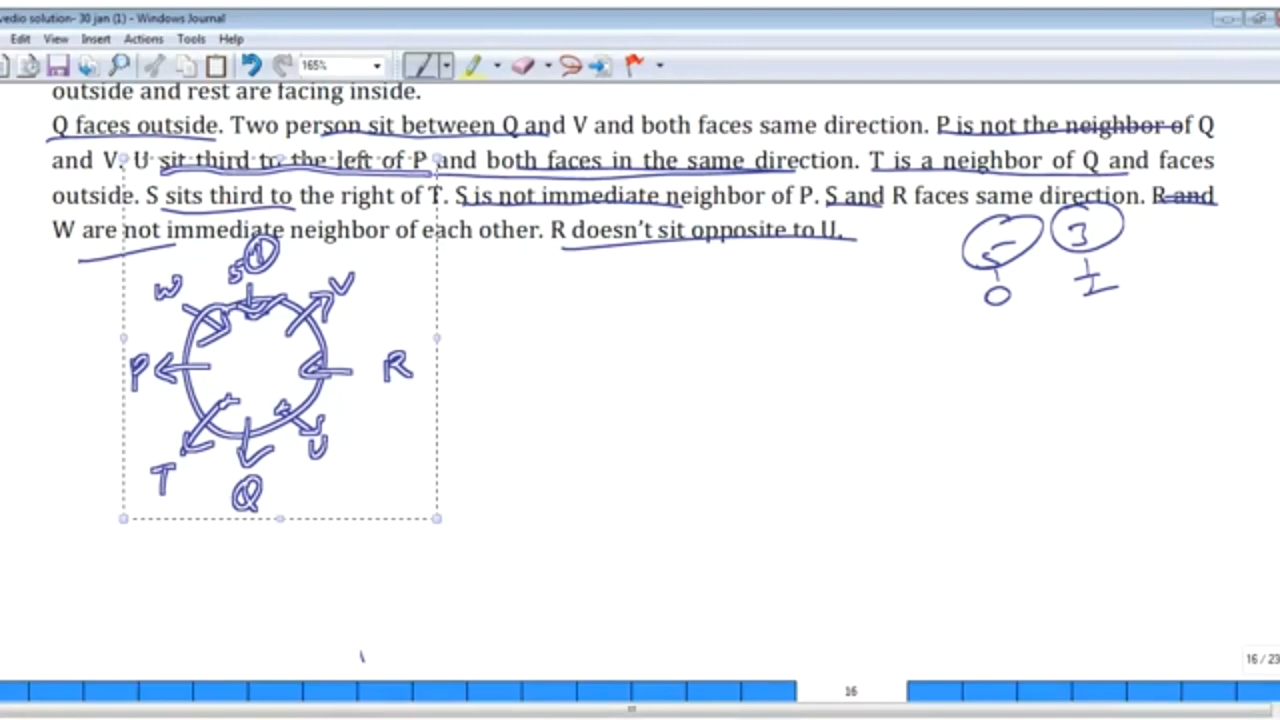 vedio solution- 30 jan (1) - Windows Journal
Edit View Insert Actions Tools Help
165%
outside and rest are facing inside.
Q faces outside. Two person sit between Q and V and both faces same direction. P is not the neighbor of Q
and V. U sit third to the left of P and both faces in the same direction. T is a neighbor of Q and faces
outside. S sits third to the right of T. S is not immediate neighbor of P. S and R faces same direction. R and
W are not immediate neighbor of each other. R doesn't sit opposite to U.
5 3
O I
W S 1 V
P R
T U
Q
16 / 23
16